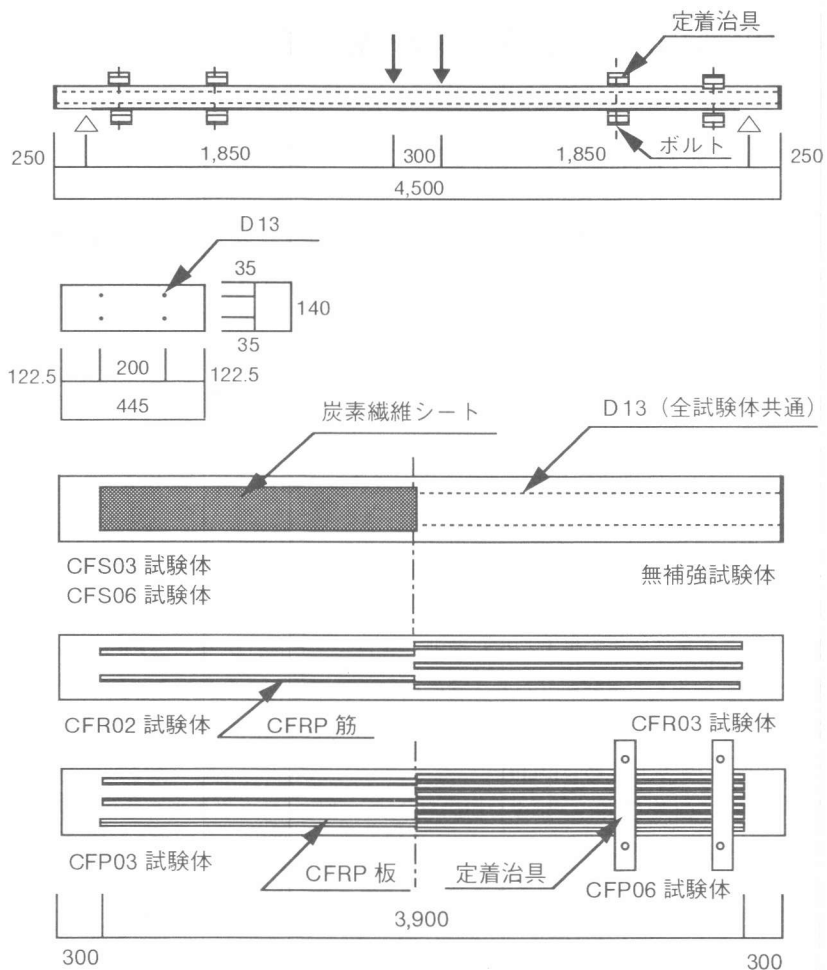 定着治具
ボルト
250
1,850
300
1,850
250
4,500
D13
35
140
35
122.5
200
122.5
445
炭素繊維シート
D13（全試験体共通）
CFS03 試験体
CFS06 試験体
無補強試験体
CFR02 試験体
CFRP 筋
CFR03 試験体
CFP03 試験体
CFRP 板
定着治具
CFP06 試験体
3,900
300
300